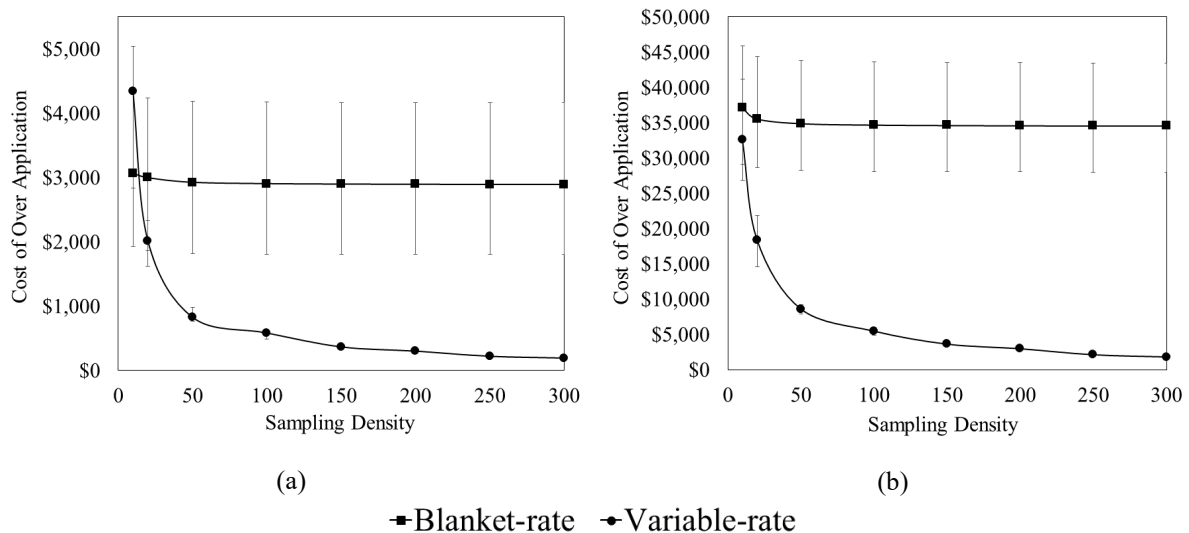 $5,000
$4,000
$3,000
$2,000
$1,000
$0
Cost of Over Application
0 50 100 150 200 250 300
Sampling Density
(a)
$50,000
$45,000
$40,000
$35,000
$30,000
$25,000
$20,000
$15,000
$10,000
$5,000
$0
Cost of Over Application
0 50 100 150 200 250 300
Sampling Density
(b)
Blanket-rate Variable-rate